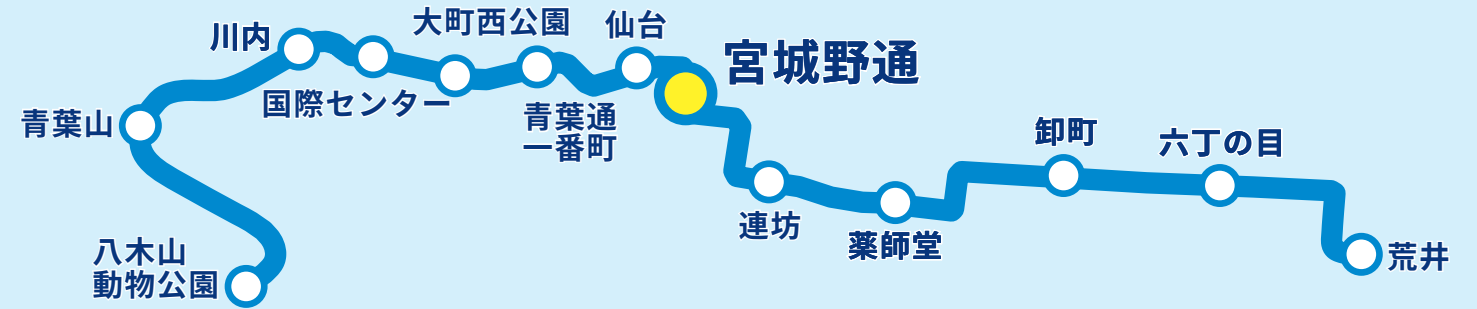 八木山
動物公園
青葉山
川内
国際センター
大町西公園
青葉通
一番町
仙台
宮城野通
連坊
薬師堂
卸町
六丁の目
荒井